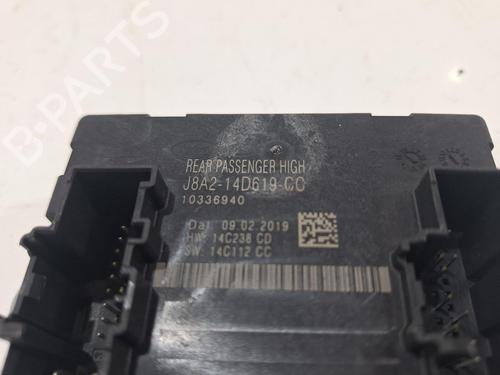 B-PARTS
REAR PASSENGER HIGH
J8A2-14D619-CC
10336940
Dat. 09.02.2019
HW: 14C238 CD
SW: 14C112 CC